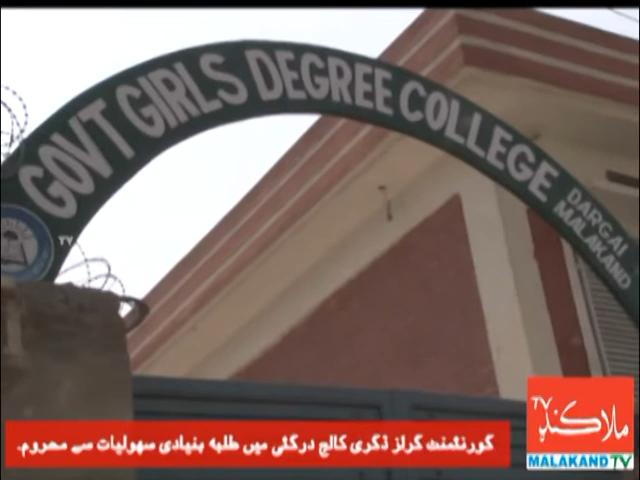 GOVT GIRLS DEGREE COLLEGE
DARGAI
MALAKAND
TV
گورنمنٹ گرلز ڈگری کالج درگئی میں طلبہ بنیادی سہولیات سے محروم۔
TV
ملاکنڈ
MALAKAND TV